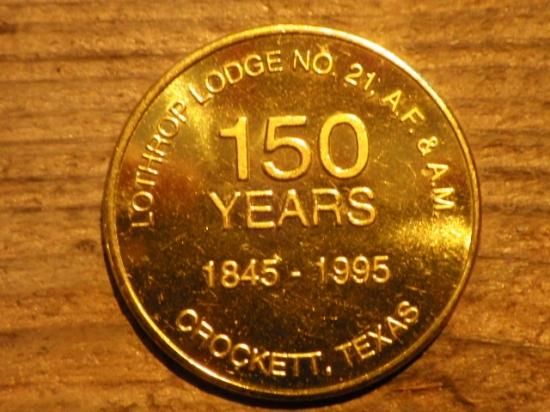 LOTHROP LODGE NO. 21, A.F. & A.M.
150
YEARS
1845 - 1995
CROCKETT, TEXAS